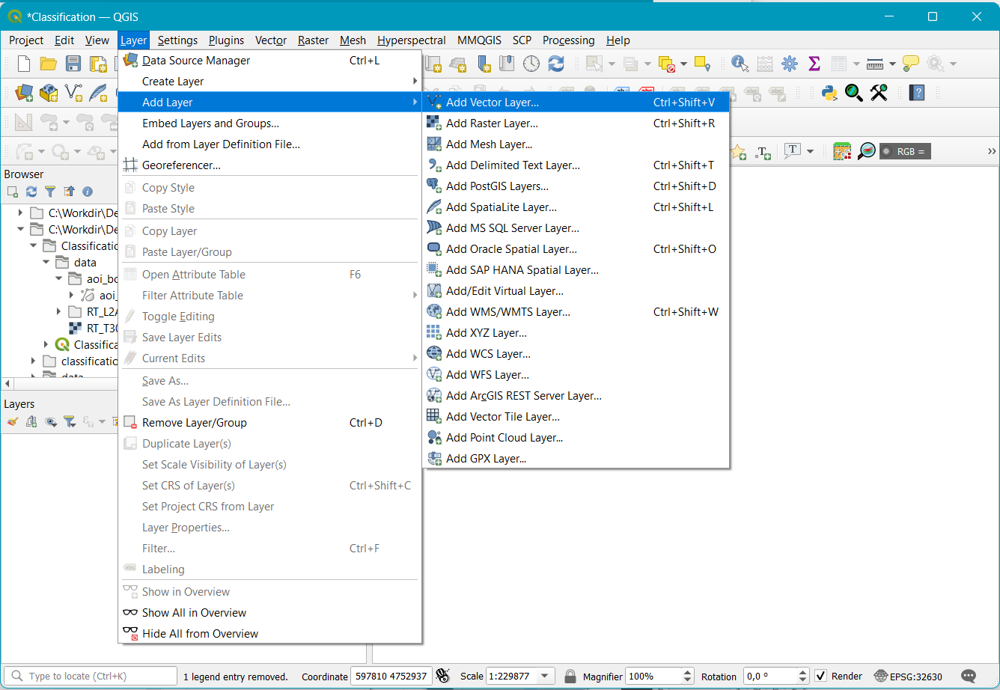 *Classification — QGIS
Project Edit View Layer Settings Plugins Vector Raster Mesh Hyperspectral MMQGIS SCP Processing Help
Data Source Manager Ctrl+L
Create Layer
Add Layer
Embed Layers and Groups...
Add from Layer Definition File...
Georeferencer...
Copy Style
Paste Style
Copy Layer
Paste Layer/Group
Open Attribute Table F6
Filter Attribute Table
Toggle Editing
Save Layer Edits
Current Edits
Save As...
Save As Layer Definition File...
Remove Layer/Group Ctrl+D
Duplicate Layer(s)
Set Scale Visibility of Layer(s)
Set CRS of Layer(s) Ctrl+Shift+C
Set Project CRS from Layer
Layer Properties...
Filter... Ctrl+F
Labeling
Show in Overview
Show All in Overview
Hide All from Overview
Add Vector Layer... Ctrl+Shift+V
Add Raster Layer... Ctrl+Shift+R
Add Mesh Layer...
Add Delimited Text Layer... Ctrl+Shift+T
Add PostGIS Layers... Ctrl+Shift+D
Add SpatiaLite Layer... Ctrl+Shift+L
Add MS SQL Server Layer...
Add Oracle Spatial Layer... Ctrl+Shift+O
Add SAP HANA Spatial Layer...
Add/Edit Virtual Layer...
Add WMS/WMTS Layer... Ctrl+Shift+W
Add XYZ Layer...
Add WCS Layer...
Add WFS Layer...
Add ArcGIS REST Server Layer...
Add Vector Tile Layer...
Add Point Cloud Layer...
Add GPX Layer...
RGB =
Browser
C:\Workdir\De
C:\Workdir\De
Classificatio
data
aoi_bo
aoi_
RT_L2A
RT_T30
Classifica
classificatio
data
Layers
Type to locate (Ctrl+K) 1 legend entry removed. Coordinate 597810 4752937 Scale 1:229877 Magnifier 100% Rotation 0,0 ° Render EPSG:32630